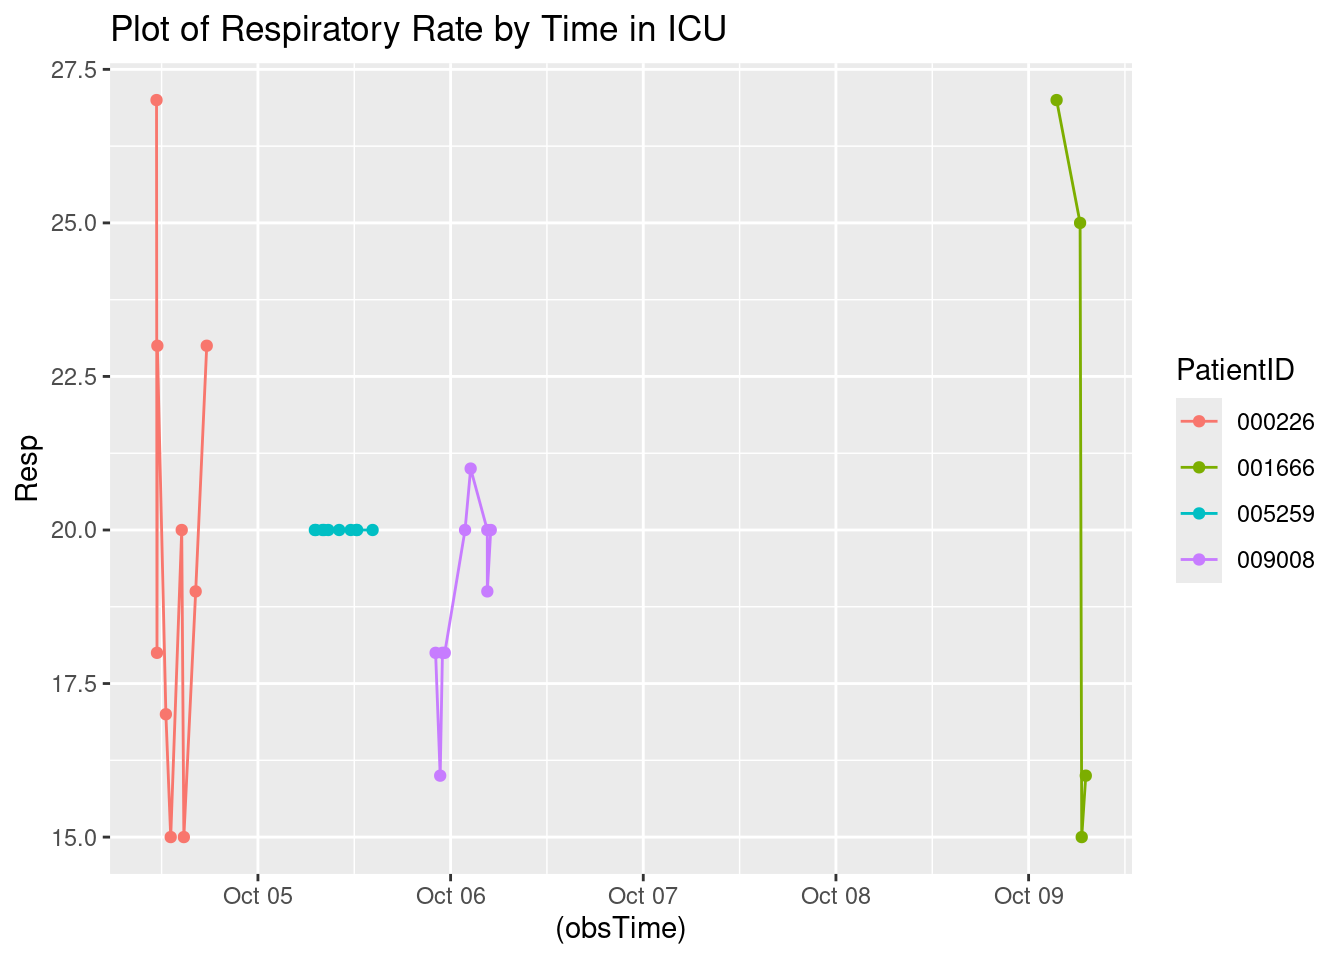 Plot of Respiratory Rate by Time in ICU
27.5
25.0
22.5
20.0
17.5
15.0
Resp
Oct 05 Oct 06 Oct 07 Oct 08 Oct 09
(obsTime)
PatientID
000226
001666
005259
009008